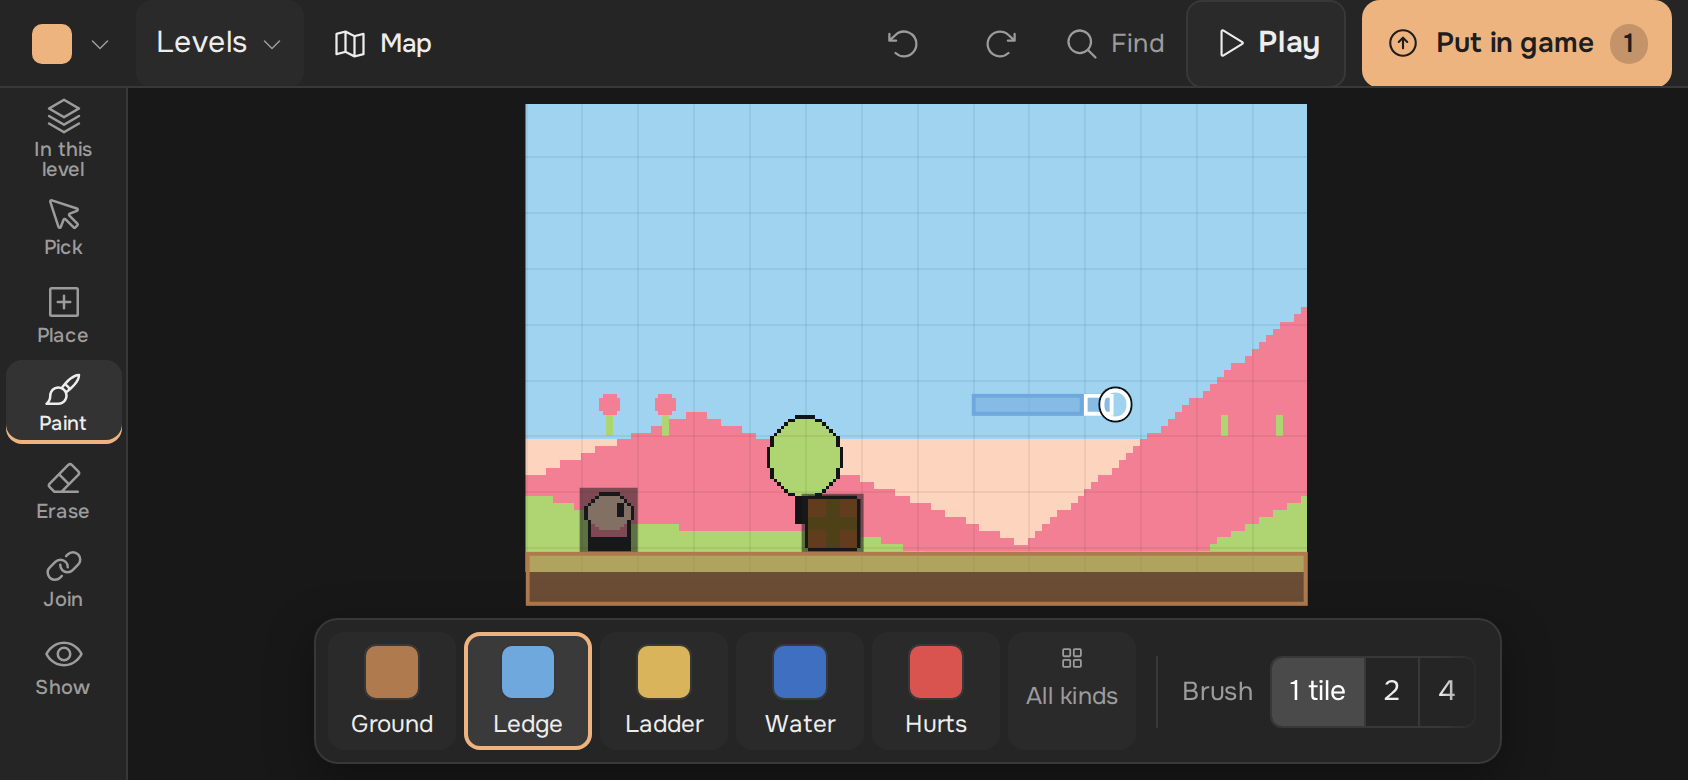 Levels
Map
Find
Play
Put in game 1
In this
level
Pick
Place
Paint
Erase
Join
Show
Ground
Ledge
Ladder
Water
Hurts
All kinds
Brush
1 tile
2
4